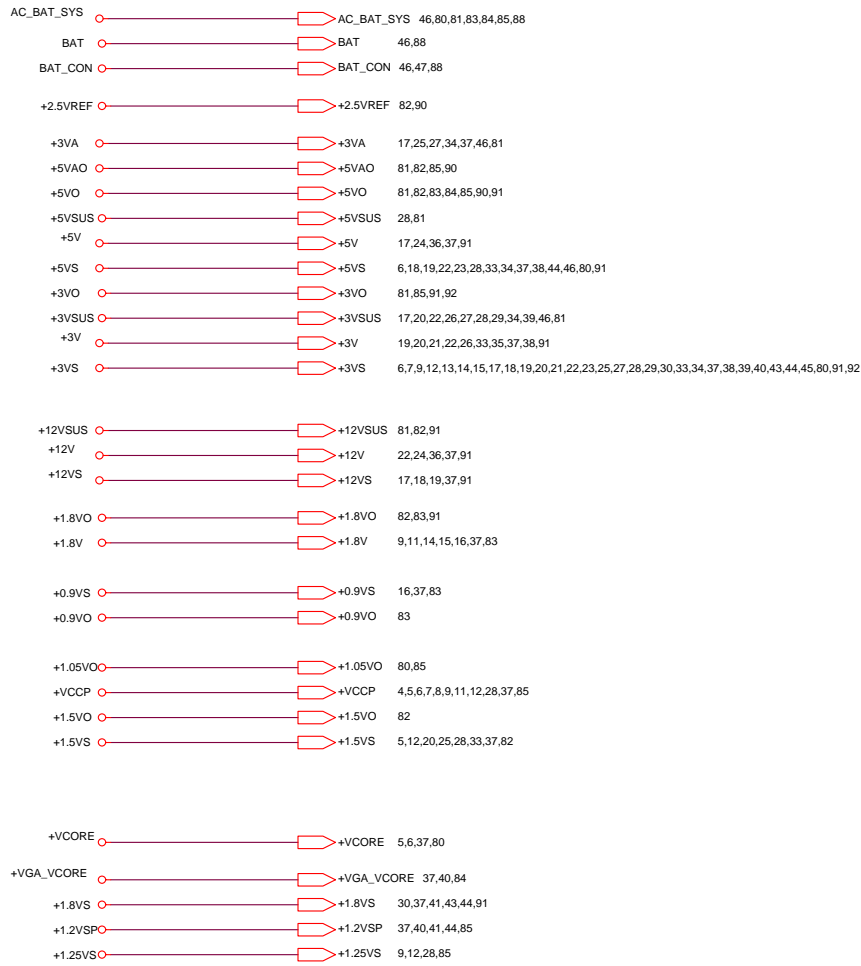 AC_BAT_SYS AC_BAT_SYS 46,80,81,83,84,85,88
BAT BAT 46,88
BAT_CON BAT_CON 46,47,88
+2.5VREF +2.5VREF 82,90
+3VA +3VA 17,25,27,34,37,46,81
+5VAO +5VAO 81,82,85,90
+5VO +5VO 81,82,83,84,85,90,91
+5VSUS +5VSUS 28,81
+5V +5V 17,24,36,37,91
+5VS +5VS 6,18,19,22,23,28,33,34,37,38,44,46,80,91
+3VO +3VO 81,85,91,92
+3VSUS +3VSUS 17,20,22,26,27,28,29,34,39,46,81
+3V +3V 19,20,21,22,26,33,35,37,38,91
+3VS +3VS 6,7,9,12,13,14,15,17,18,19,20,21,22,23,25,27,28,29,30,33,34,37,38,39,40,43,44,45,80,91,92
+12VSUS +12VSUS 81,82,91
+12V +12V 22,24,36,37,91
+12VS +12VS 17,18,19,37,91
+1.8VO +1.8VO 82,83,91
+1.8V +1.8V 9,11,14,15,16,37,83
+0.9VS +0.9VS 16,37,83
+0.9VO +0.9VO 83
+1.05VO +1.05VO 80,85
+VCCP +VCCP 4,5,6,7,8,9,11,12,28,37,85
+1.5VO +1.5VO 82
+1.5VS +1.5VS 5,12,20,25,28,33,37,82
+VCORE +VCORE 5,6,37,80
+VGA_VCORE +VGA_VCORE 37,40,84
+1.8VS +1.8VS 30,37,41,43,44,91
+1.2VSP +1.2VSP 37,40,41,44,85
+1.25VS +1.25VS 9,12,28,85